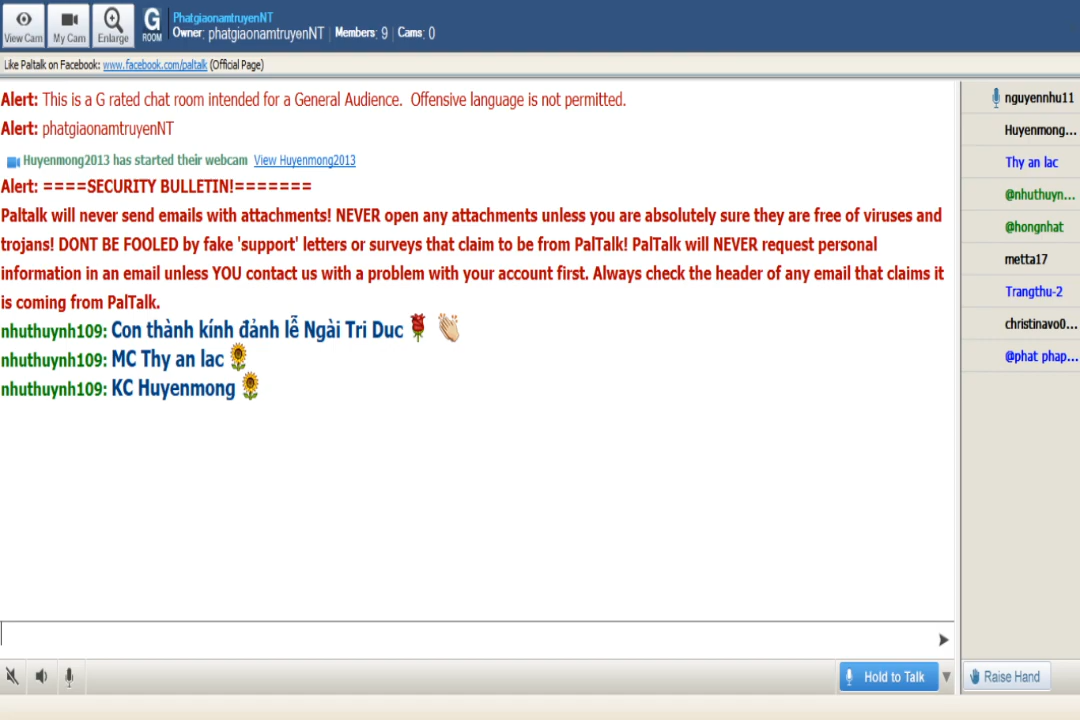 View Cam
My Cam
Enlarge
G
ROOM
PhatgiaonamtruyenNT
Owner: phatgiaonamtruyenNT | Members: 9 | Cams: 0
Like Paltalk on Facebook: www.facebook.com/paltalk (Official Page)
Alert: This is a G rated chat room intended for a General Audience. Offensive language is not permitted.
Alert: phatgiaonamtruyenNT
Huyenmong2013 has started their webcam View Huyenmong2013
Alert: ====SECURITY BULLETIN!=======
Paltalk will never send emails with attachments! NEVER open any attachments unless you are absolutely sure they are free of viruses and
trojans! DONT BE FOOLED by fake 'support' letters or surveys that claim to be from PalTalk! PalTalk will NEVER request personal
information in an email unless YOU contact us with a problem with your account first. Always check the header of any email that claims it
is coming from PalTalk.
nhuthuynh109: Con thành kính đảnh lễ Ngài Tri Duc
nhuthuynh109: MC Thy an lac
nhuthuynh109: KC Huyenmong
nguyennhu11
Huyenmong...
Thy an lac
@nhuthuyn...
@hongnhat
metta17
Trangthu-2
christinavo0...
@phat phap...
Hold to Talk
Raise Hand